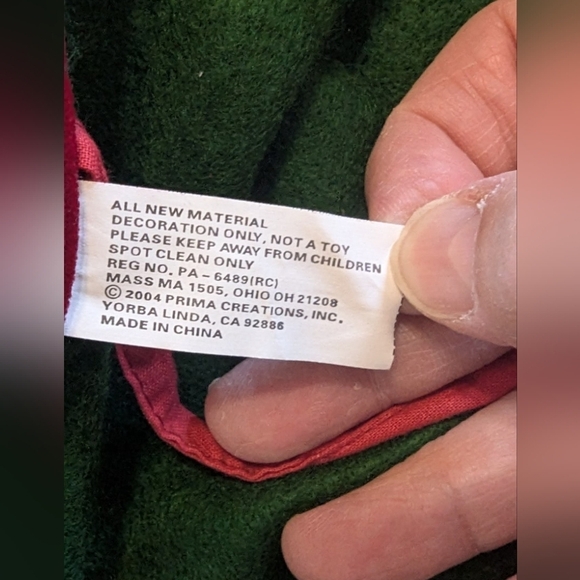 ALL NEW MATERIAL
DECORATION ONLY, NOT A TOY
PLEASE KEEP AWAY FROM CHILDREN
SPOT CLEAN ONLY
REG NO. PA – 6489(RC)
MASS MA 1505, OHIO OH 21208
© 2004 PRIMA CREATIONS, INC.
YORBA LINDA, CA 92886
MADE IN CHINA